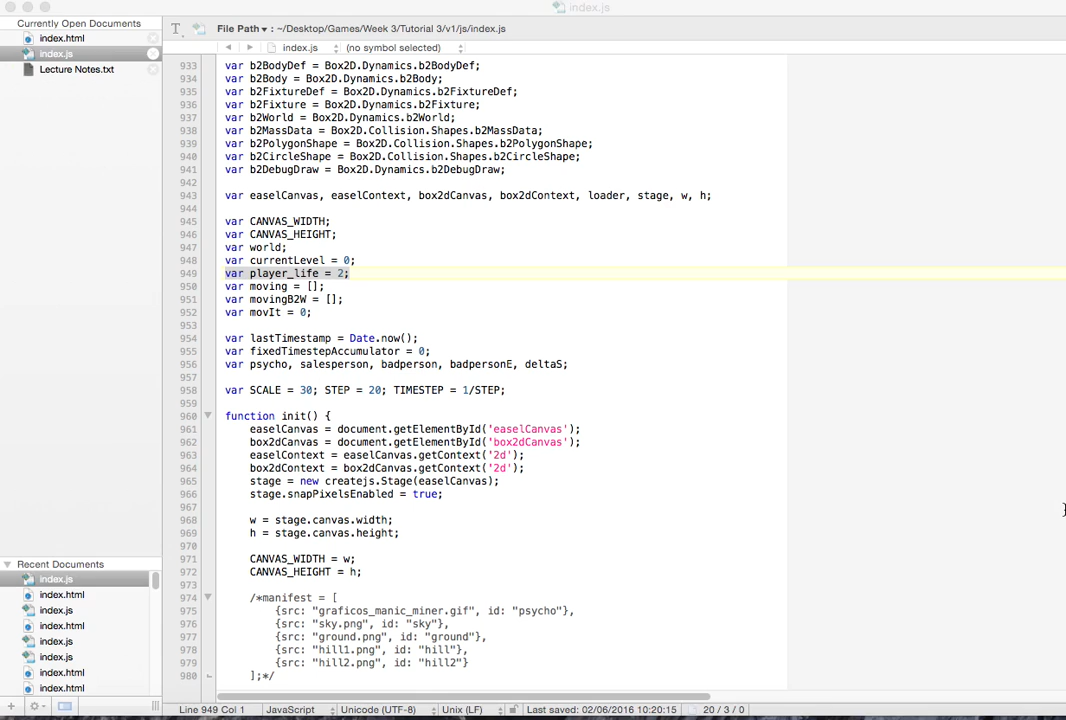 index.js
Currently Open Documents
index.html
index.js
Lecture Notes.txt
File Path ▾ : ~/Desktop/Games/Week 3/Tutorial 3/v1/js/index.js
index.js (no symbol selected)
933 var b2BodyDef = Box2D.Dynamics.b2BodyDef;
934 var b2Body = Box2D.Dynamics.b2Body;
935 var b2FixtureDef = Box2D.Dynamics.b2FixtureDef;
936 var b2Fixture = Box2D.Dynamics.b2Fixture;
937 var b2World = Box2D.Dynamics.b2World;
938 var b2MassData = Box2D.Collision.Shapes.b2MassData;
939 var b2PolygonShape = Box2D.Collision.Shapes.b2PolygonShape;
940 var b2CircleShape = Box2D.Collision.Shapes.b2CircleShape;
941 var b2DebugDraw = Box2D.Dynamics.b2DebugDraw;
942
943 var easelCanvas, easelContext, box2dCanvas, box2dContext, loader, stage, w, h;
944
945 var CANVAS_WIDTH;
946 var CANVAS_HEIGHT;
947 var world;
948 var currentLevel = 0;
949 var player_life = 2;
950 var moving = [];
951 var movingB2W = [];
952 var movIt = 0;
953
954 var lastTimestamp = Date.now();
955 var fixedTimestepAccumulator = 0;
956 var psycho, salesperson, badperson, badpersonE, deltaS;
957
958 var SCALE = 30; STEP = 20; TIMESTEP = 1/STEP;
959
960 function init() {
961 easelCanvas = document.getElementById('easelCanvas');
962 box2dCanvas = document.getElementById('box2dCanvas');
963 easelContext = easelCanvas.getContext('2d');
964 box2dContext = box2dCanvas.getContext('2d');
965 stage = new createjs.Stage(easelCanvas);
966 stage.snapPixelsEnabled = true;
967
968 w = stage.canvas.width;
969 h = stage.canvas.height;
970
971 CANVAS_WIDTH = w;
972 CANVAS_HEIGHT = h;
973
974 /*manifest = [
975 {src: "graficos_manic_miner.gif", id: "psycho"},
976 {src: "sky.png", id: "sky"},
977 {src: "ground.png", id: "ground"},
978 {src: "hill1.png", id: "hill"},
979 {src: "hill2.png", id: "hill2"}
980 ];*/
}
Recent Documents
index.js
index.html
index.js
index.html
index.js
index.js
index.html
index.html
Line 949 Col 1 JavaScript Unicode (UTF-8) Unix (LF) Last saved: 02/06/2016 10:20:15 20 / 3 / 0